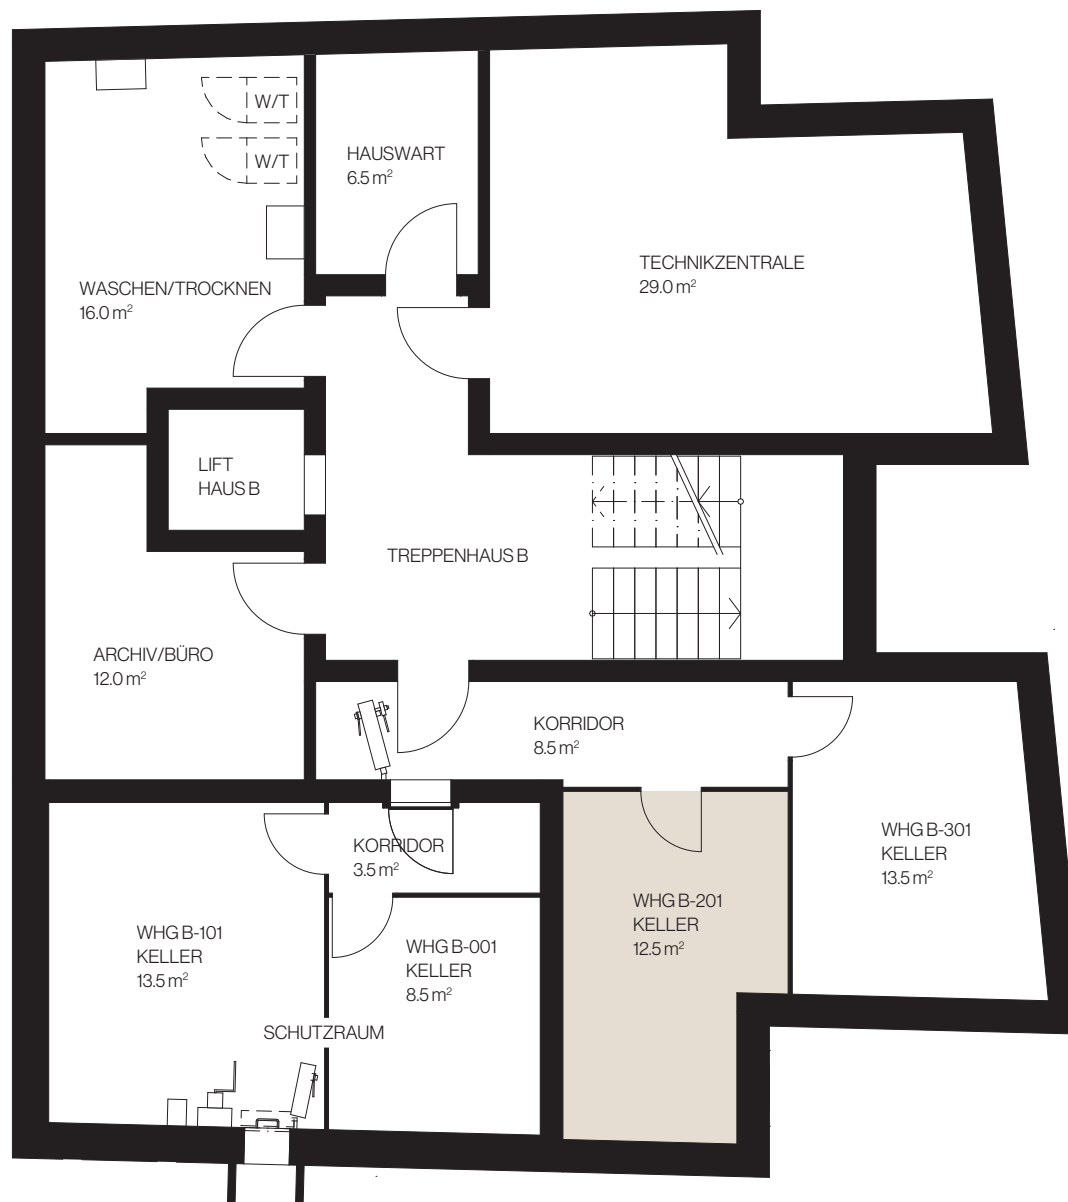 W/T
W/T
HAUSWART
6.5 m²
TECHNIKZENTRALE
29.0 m²
WASCHEN/TROCKNEN
16.0 m²
LIFT
HAUS B
TREPPENHAUS B
ARCHIV/BÜRO
12.0 m²
KORRIDOR
8.5 m²
KORRIDOR
3.5 m²
WHG B-301
KELLER
13.5 m²
WHG B-201
KELLER
12.5 m²
WHG B-101
KELLER
13.5 m²
WHG B-001
KELLER
8.5 m²
SCHUTZRAUM